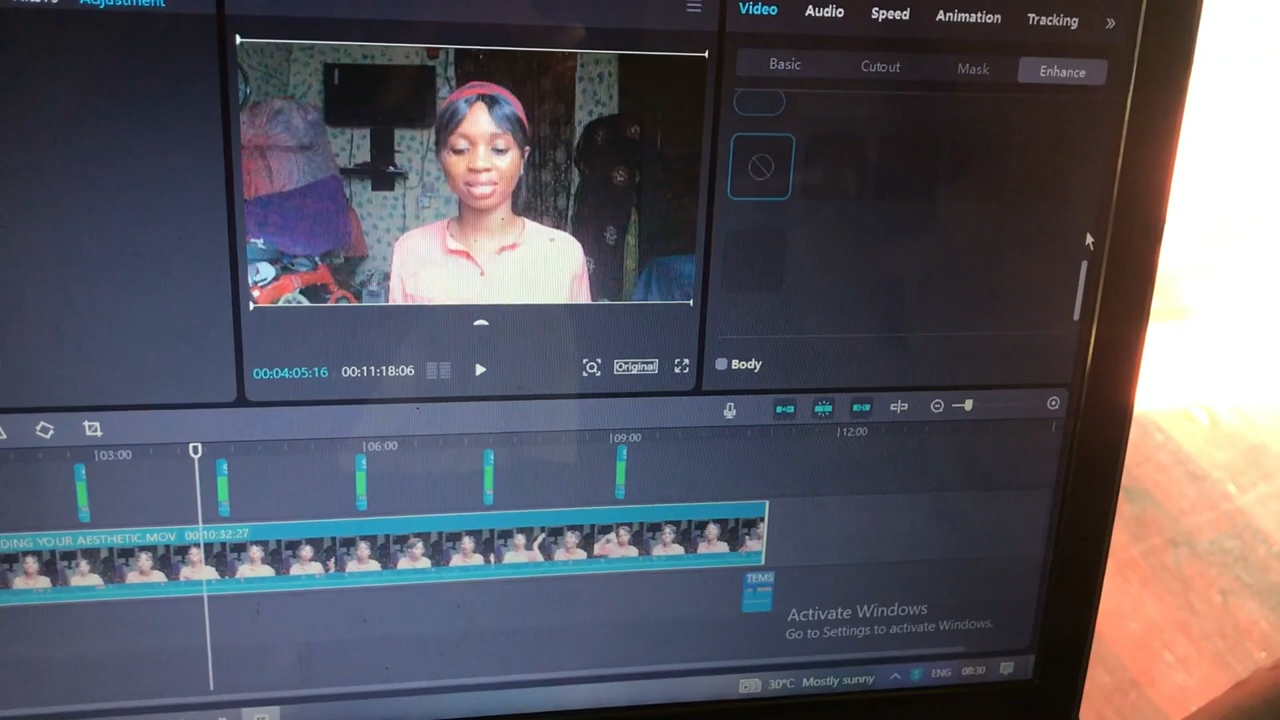 Adjustment
Video Audio Speed Animation Tracking
Basic Cutout Mask Enhance
00:04:05:16 00:11:18:06 Original
Body
03:00 06:00 09:00 12:00
DING YOUR AESTHETIC.MOV 00:10:32:27
TEMS
Activate Windows
Go to Settings to activate Windows.
30°C Mostly sunny ENG 08:30